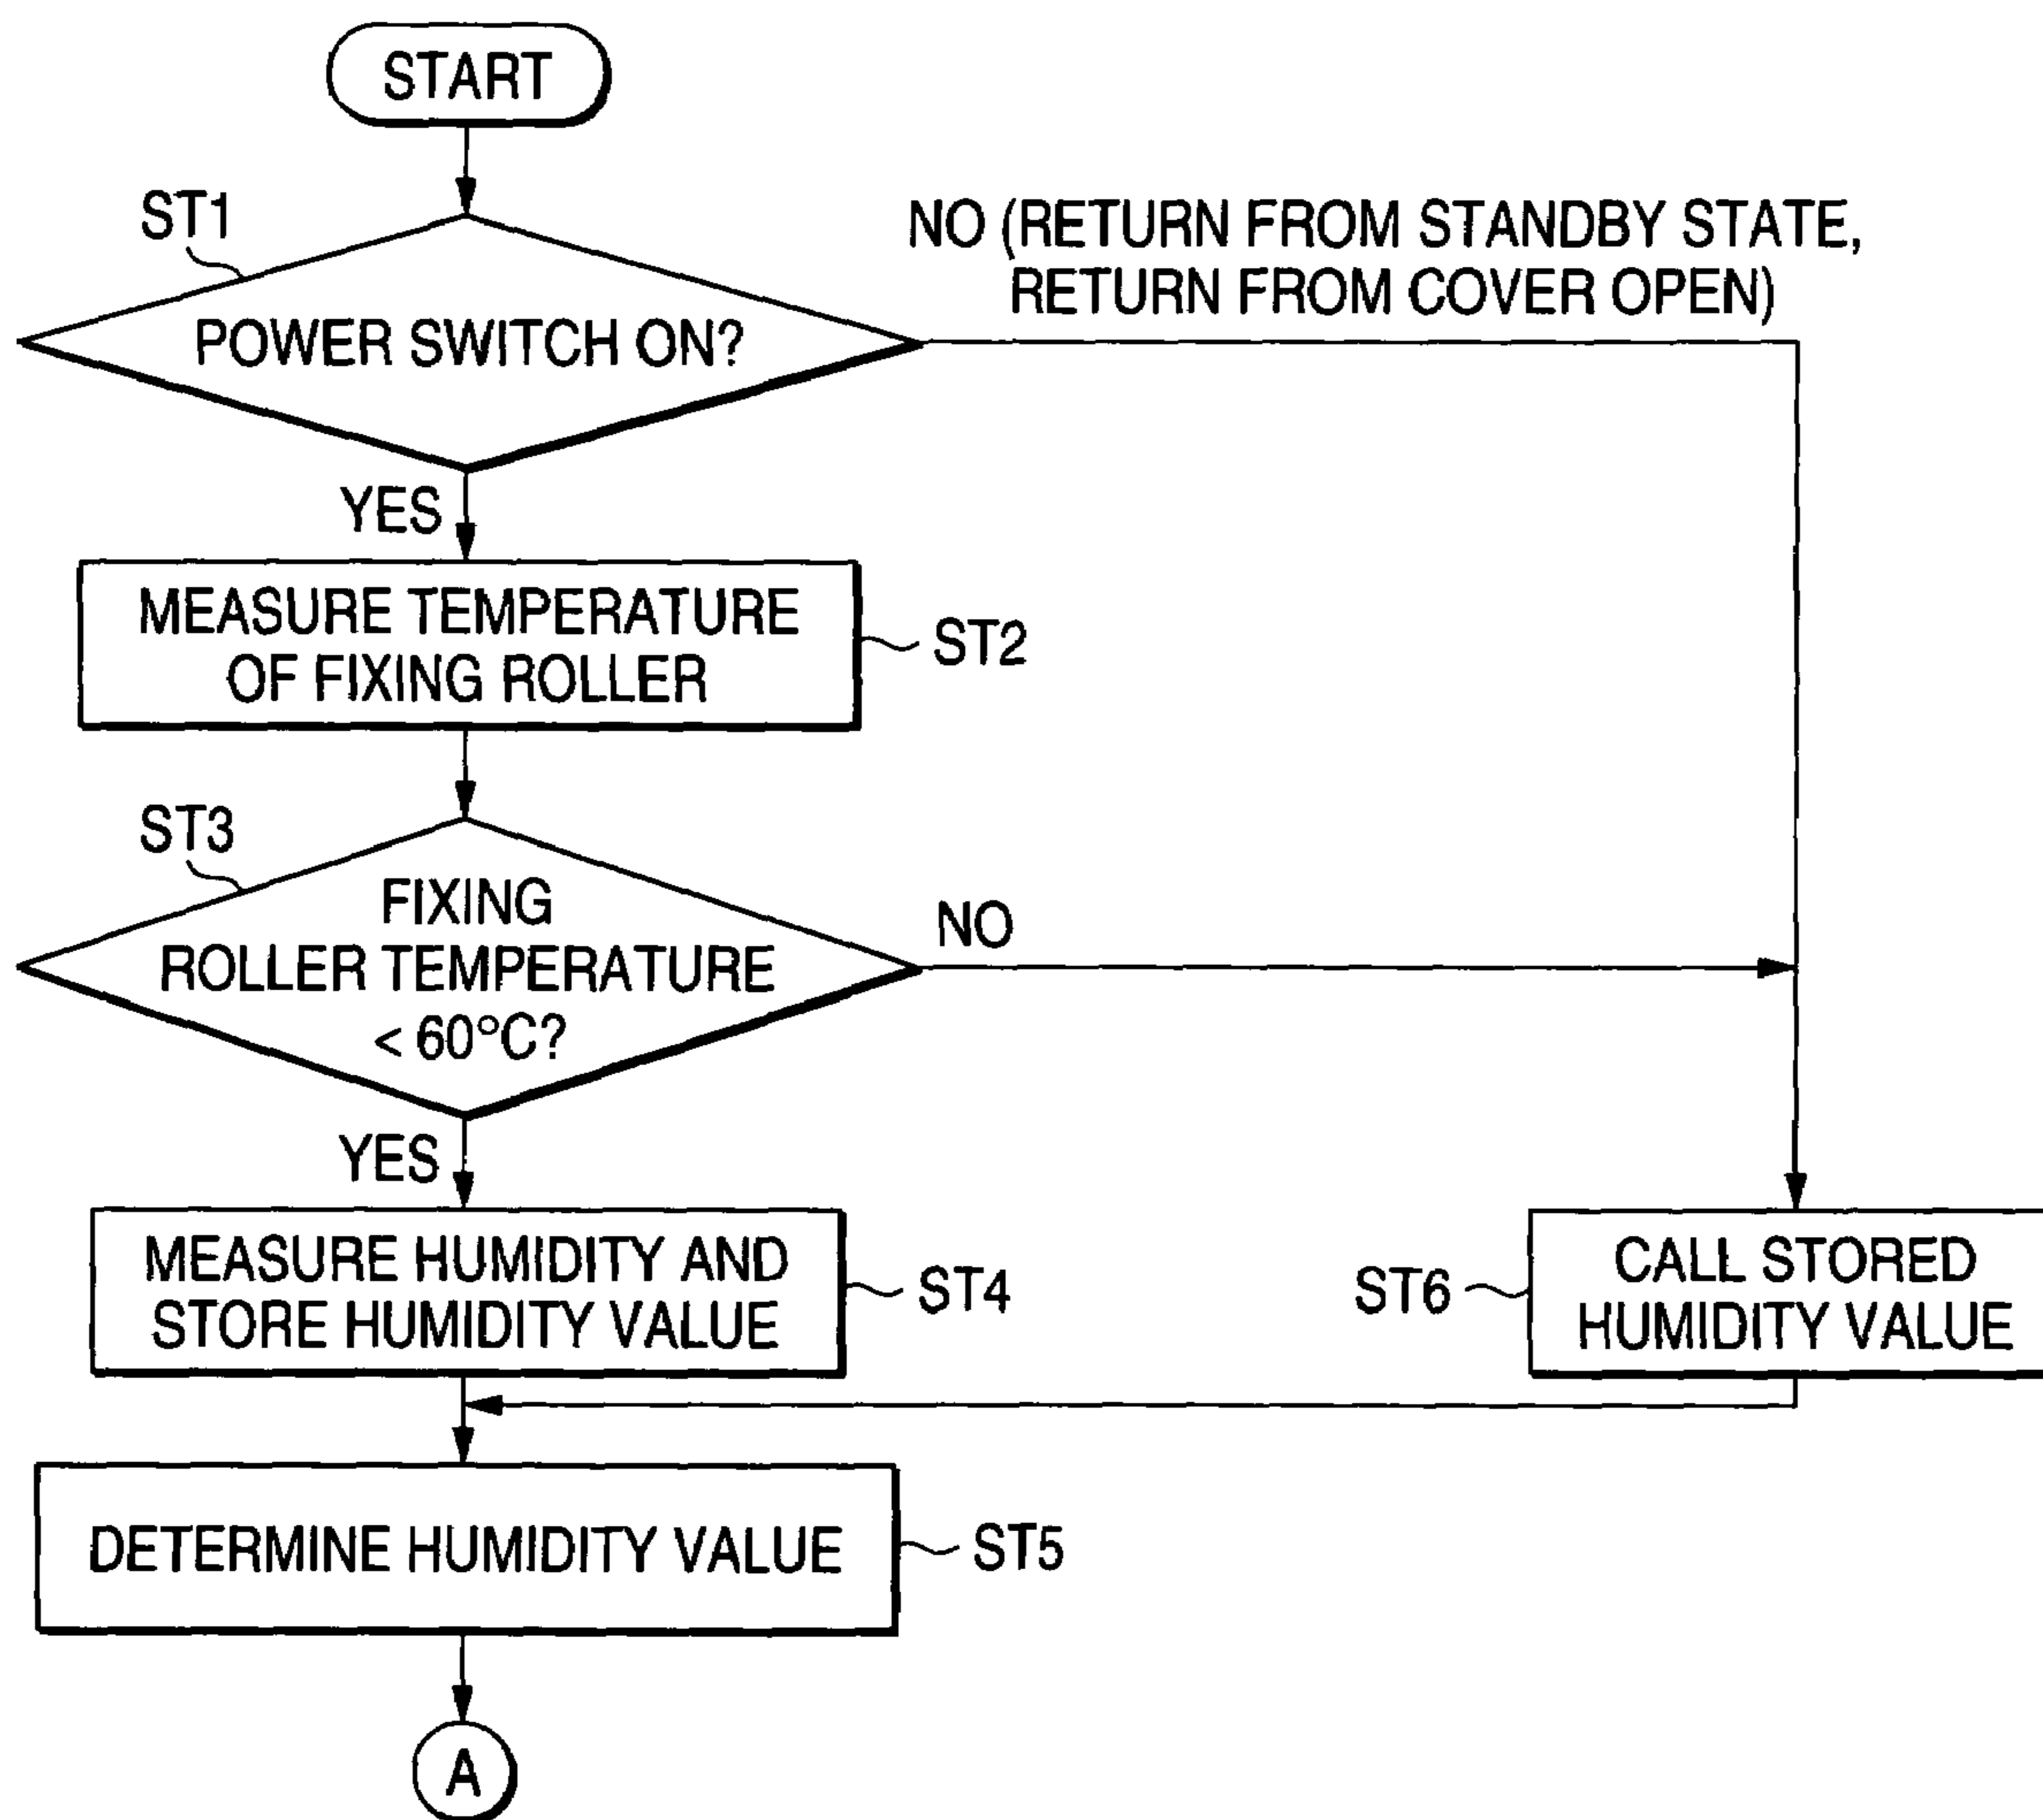 START
ST1
NO (RETURN FROM STANDBY STATE,
RETURN FROM COVER OPEN)
POWER SWITCH ON?
YES
MEASURE TEMPERATURE
OF FIXING ROLLER
ST2
ST3
FIXING
ROLLER TEMPERATURE
< 60°C?
NO
YES
MEASURE HUMIDITY AND
STORE HUMIDITY VALUE
ST4
ST6
CALL STORED
HUMIDITY VALUE
DETERMINE HUMIDITY VALUE
ST5
A